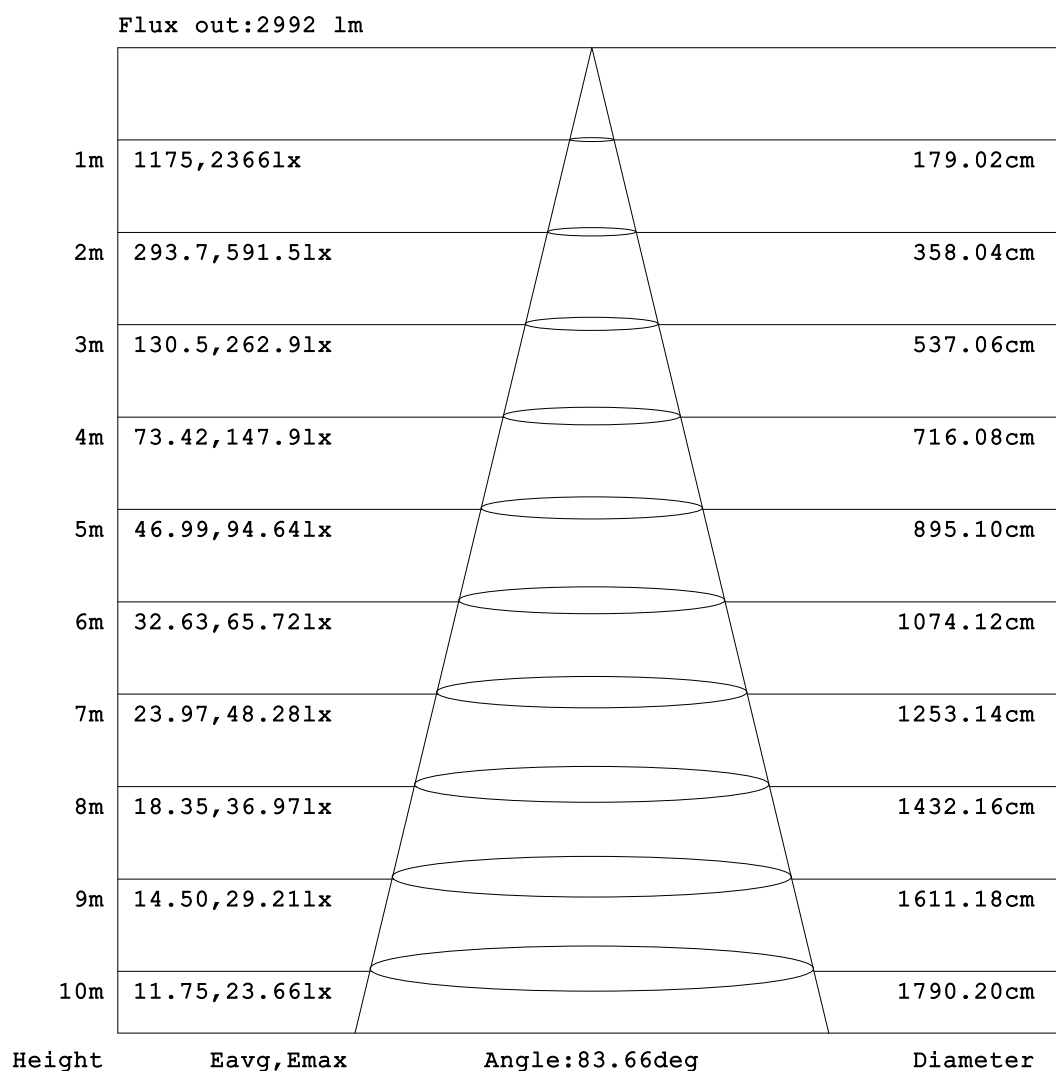 Flux out:2992 lm
1m 1175,2366lx 179.02cm
2m 293.7,591.5lx 358.04cm
3m 130.5,262.9lx 537.06cm
4m 73.42,147.9lx 716.08cm
5m 46.99,94.64lx 895.10cm
6m 32.63,65.72lx 1074.12cm
7m 23.97,48.28lx 1253.14cm
8m 18.35,36.97lx 1432.16cm
9m 14.50,29.21lx 1611.18cm
10m 11.75,23.66lx 1790.20cm
Height Eavg,Emax Angle:83.66deg Diameter